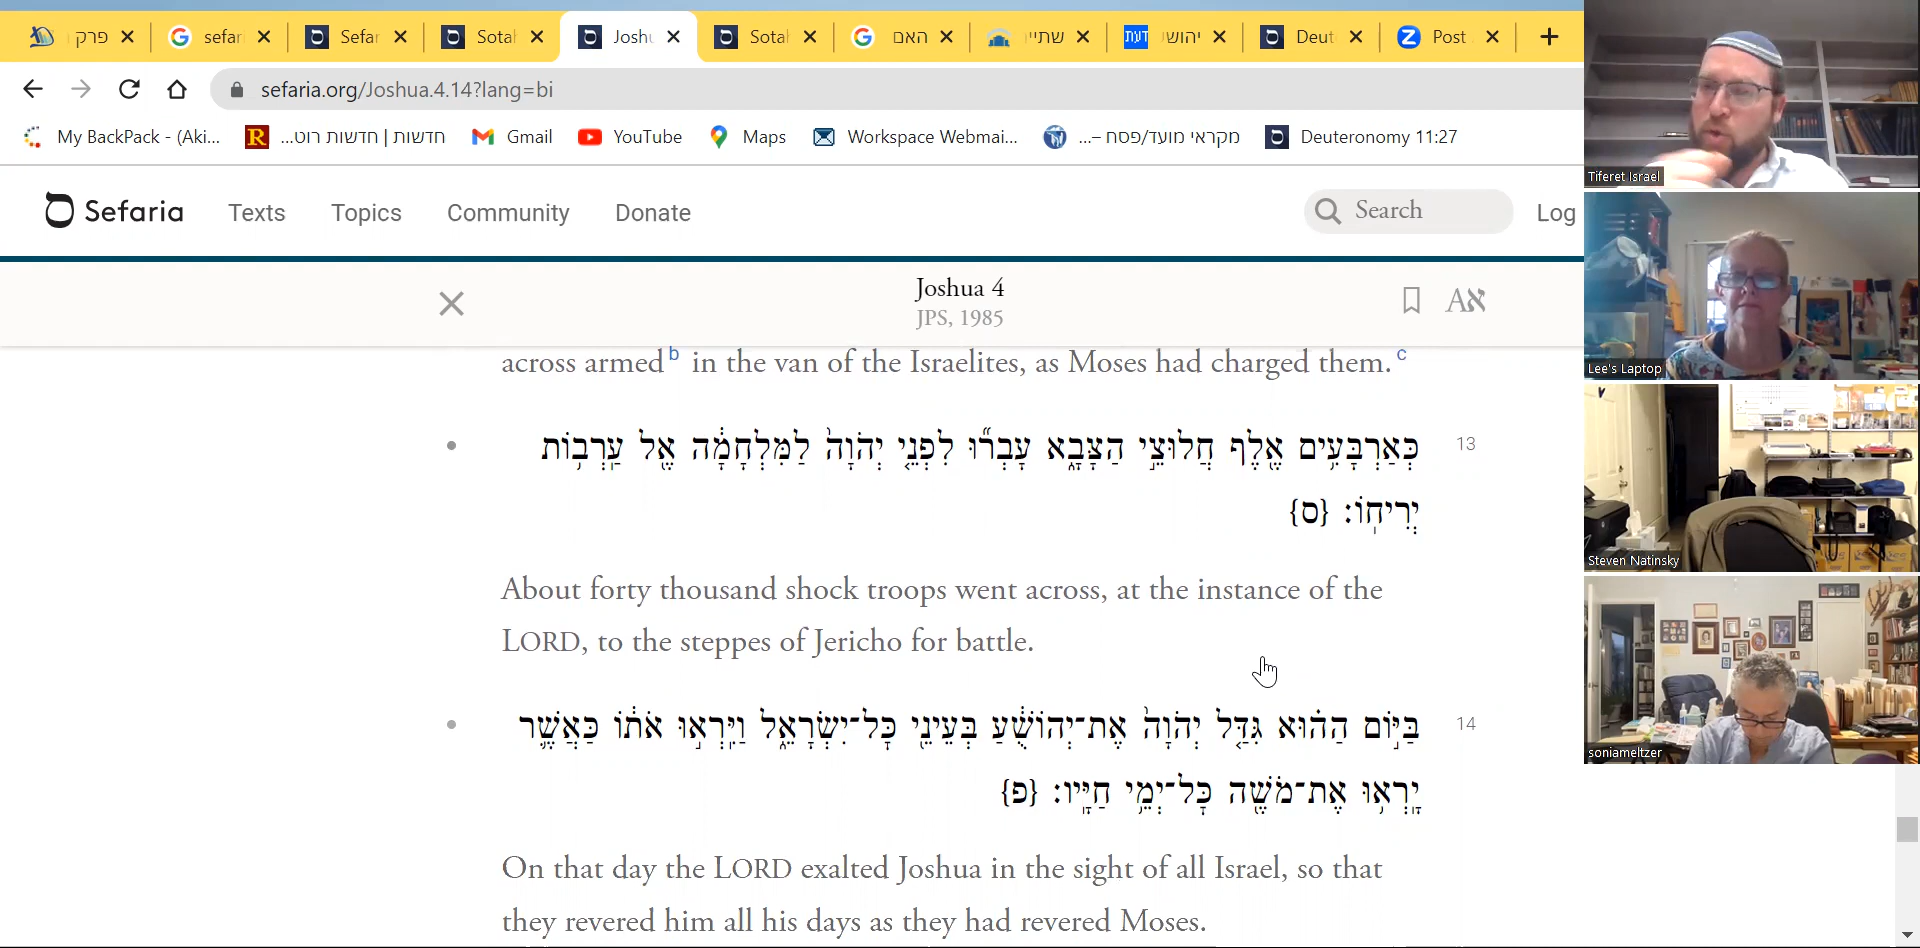 פרק
sefar
Sefar
Sotah
Joshu
Sotah
האם
שתיי
דעת יהושע
Deut
Post
sefaria.org/Joshua.4.14?lang=bi
My BackPack - (Aki...
חדשות | חדשות רוט...
Gmail
YouTube
Maps
Workspace Webmai...
מקראי מועד/פסח –...
Deuteronomy 11:27
Sefaria
Texts
Topics
Community
Donate
Search
Log
Joshua 4
JPS, 1985
Aא
across armed b in the van of the Israelites, as Moses had charged them. c
13
כְּאַרְבָּעִ֥ים אֶ֖לֶף חֲלוּצֵ֣י הַצָּבָ֑א עָבְר֞וּ לִפְנֵ֤י יְהֹוָה֙ לַמִּלְחָמָ֔ה אֶ֖ל עַֽרְב֥וֹת
יְרִיחֽוֹ׃ {ס}
About forty thousand shock troops went across, at the instance of the
LORD, to the steppes of Jericho for battle.
14
בַּיּ֣וֹם הַה֗וּא גִּדַּ֤ל יְהֹוָה֙ אֶת־יְהוֹשֻׁ֔עַ בְּעֵינֵ֖י כׇּל־יִשְׂרָאֵ֑ל וַיִּֽרְא֣וּ אֹת֔וֹ כַּאֲשֶׁ֛ר
יָרְא֥וּ אֶת־מֹשֶׁ֖ה כׇּל־יְמֵ֥י חַיָּֽיו׃ {פ}
On that day the LORD exalted Joshua in the sight of all Israel, so that
they revered him all his days as they had revered Moses.
Tiferet Israel
Lee's Laptop
Steven Natinsky
soniameltzer